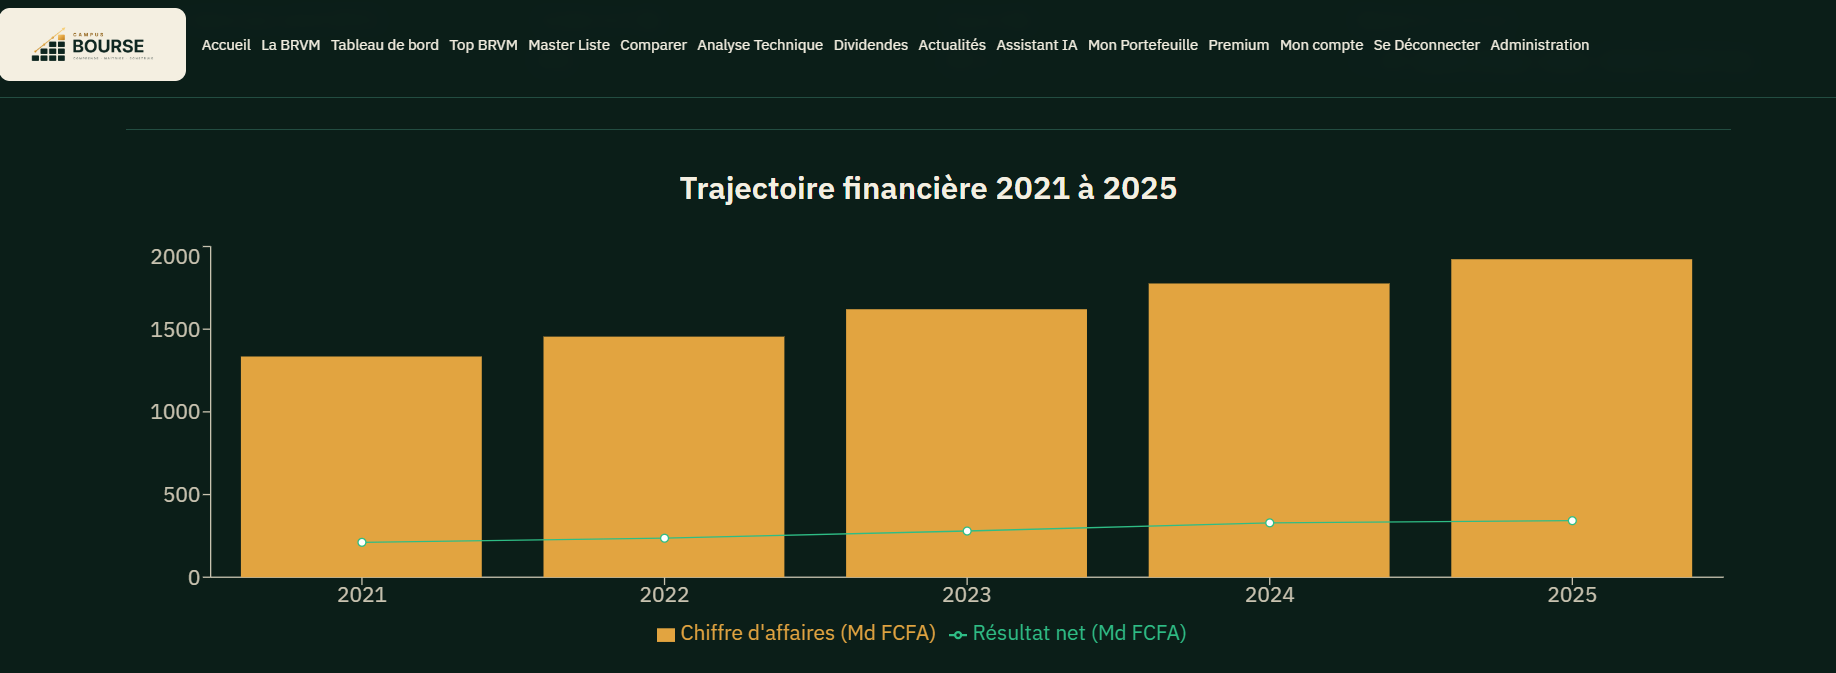 CAMPUS
BOURSE
Accueil La BRVM Tableau de bord Top BRVM Master Liste Comparer Analyse Technique Dividendes Actualités Assistant IA Mon Portefeuille Premium Mon compte Se Déconnecter Administration
Trajectoire financière 2021 à 2025
2000
1500
1000
500
0
2021 2022 2023 2024 2025
Chiffre d'affaires (Md FCFA) Résultat net (Md FCFA)